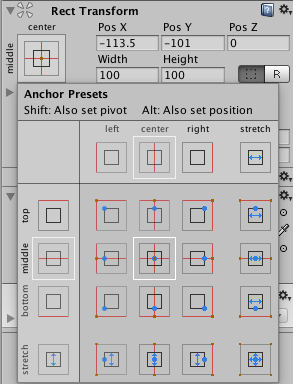 Rect Transform
center
Pos X Pos Y Pos Z
-113.5 -101 0
middle
Width Height
100 100
R
Anchor Presets
Shift: Also set pivot Alt: Also set position
left center right stretch
top
middle
bottom
stretch